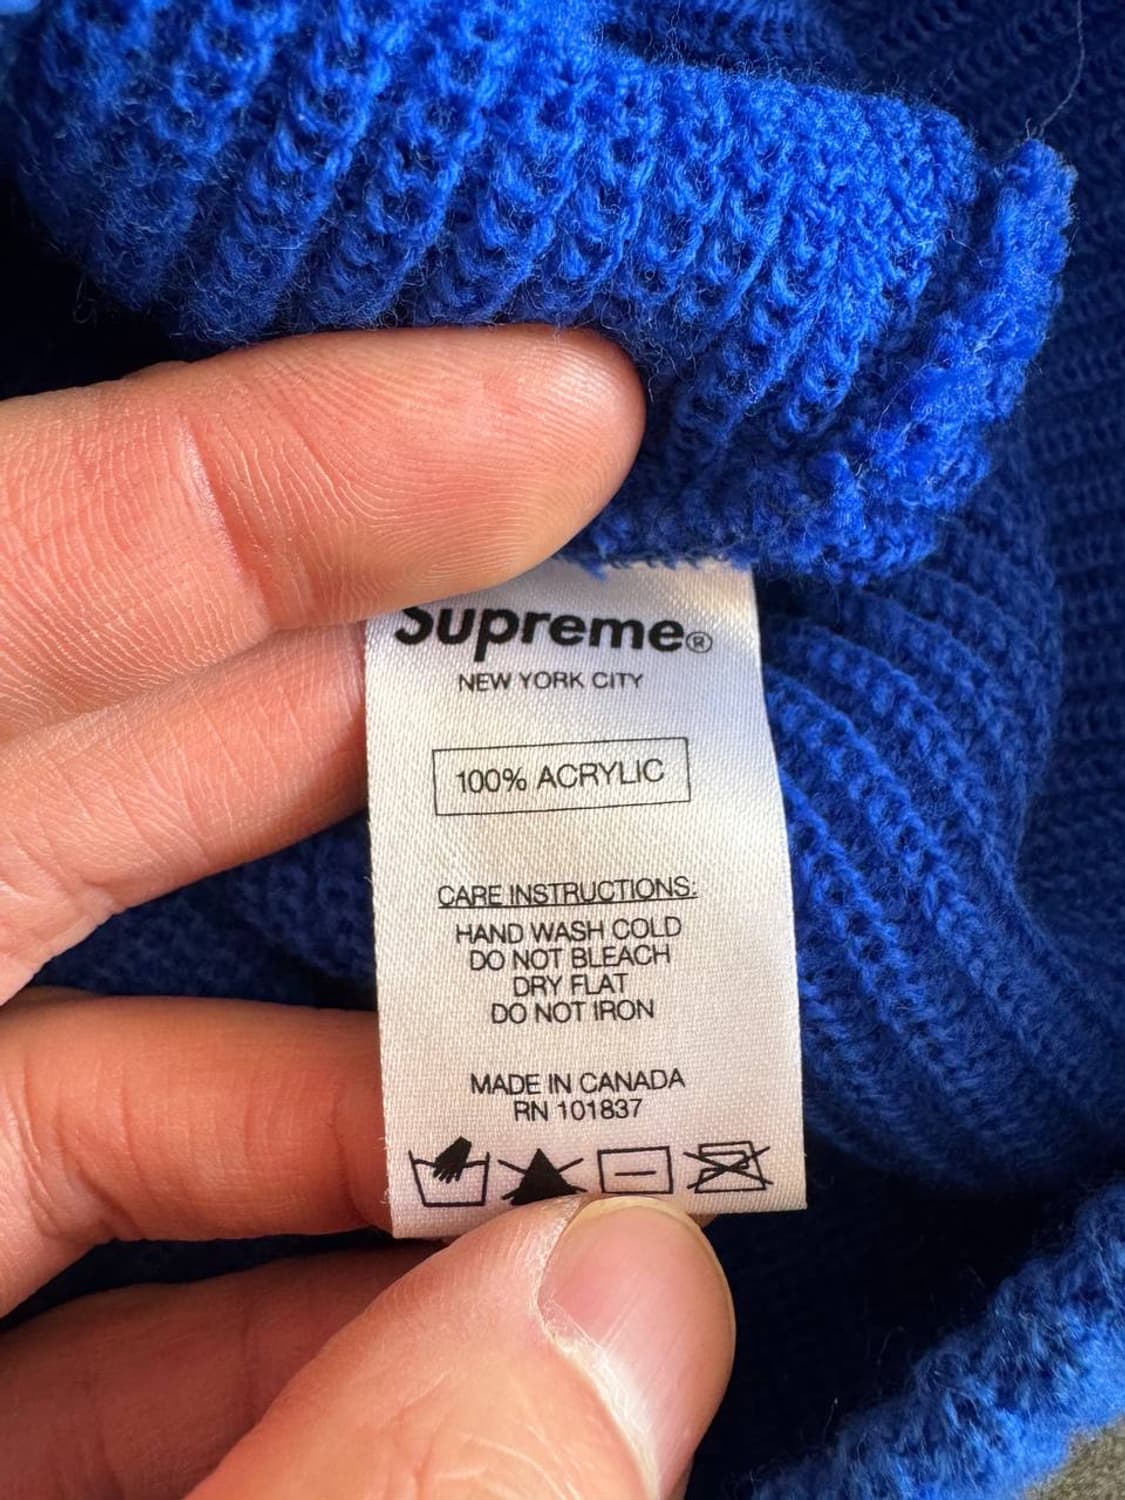 Supreme®
NEW YORK CITY
100% ACRYLIC
CARE INSTRUCTIONS:
HAND WASH COLD
DO NOT BLEACH
DRY FLAT
DO NOT IRON
MADE IN CANADA
RN 101837